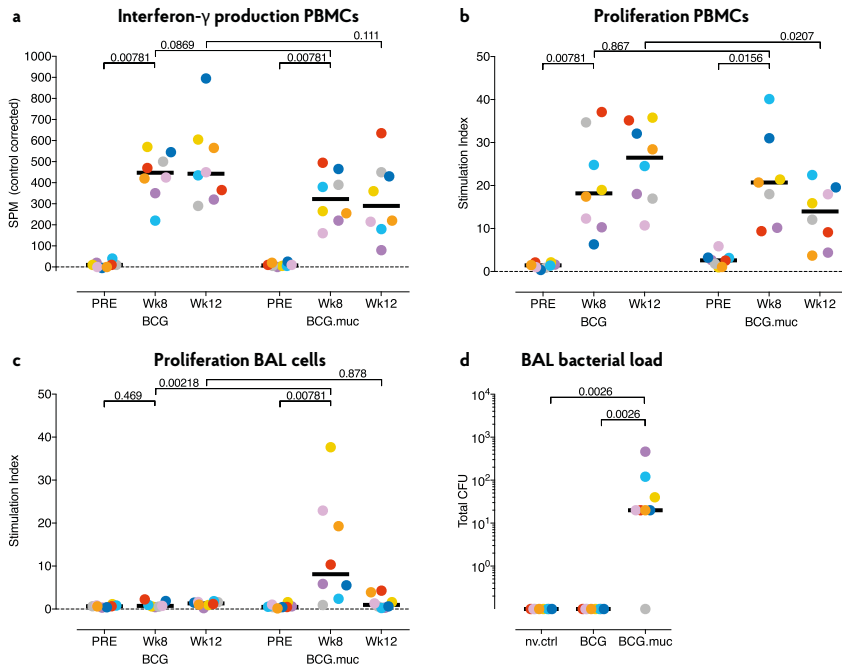 a Interferon-γ production PBMCs
0.111
0.0869
0.00781 0.00781
SPM (control corrected)
1000
900
800
700
600
500
400
300
200
100
0
PRE Wk8 Wk12 PRE Wk8 Wk12
BCG BCG.muc
b Proliferation PBMCs
0.0207
0.867
0.00781 0.0156
Stimulation Index
50
40
30
20
10
0
PRE Wk8 Wk12 PRE Wk8 Wk12
BCG BCG.muc
c Proliferation BAL cells
0.878
0.00218
0.469 0.00781
Stimulation Index
50
40
30
20
10
0
PRE Wk8 Wk12 PRE Wk8 Wk12
BCG BCG.muc
d BAL bacterial load
0.0026
0.0026
Total CFU
10⁴
10³
10²
10¹
10⁰
nv.ctrl BCG BCG.muc